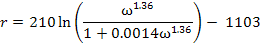 r = 210 ln ( ω^1.36 / (1 + 0.0014ω^1.36) ) − 1103